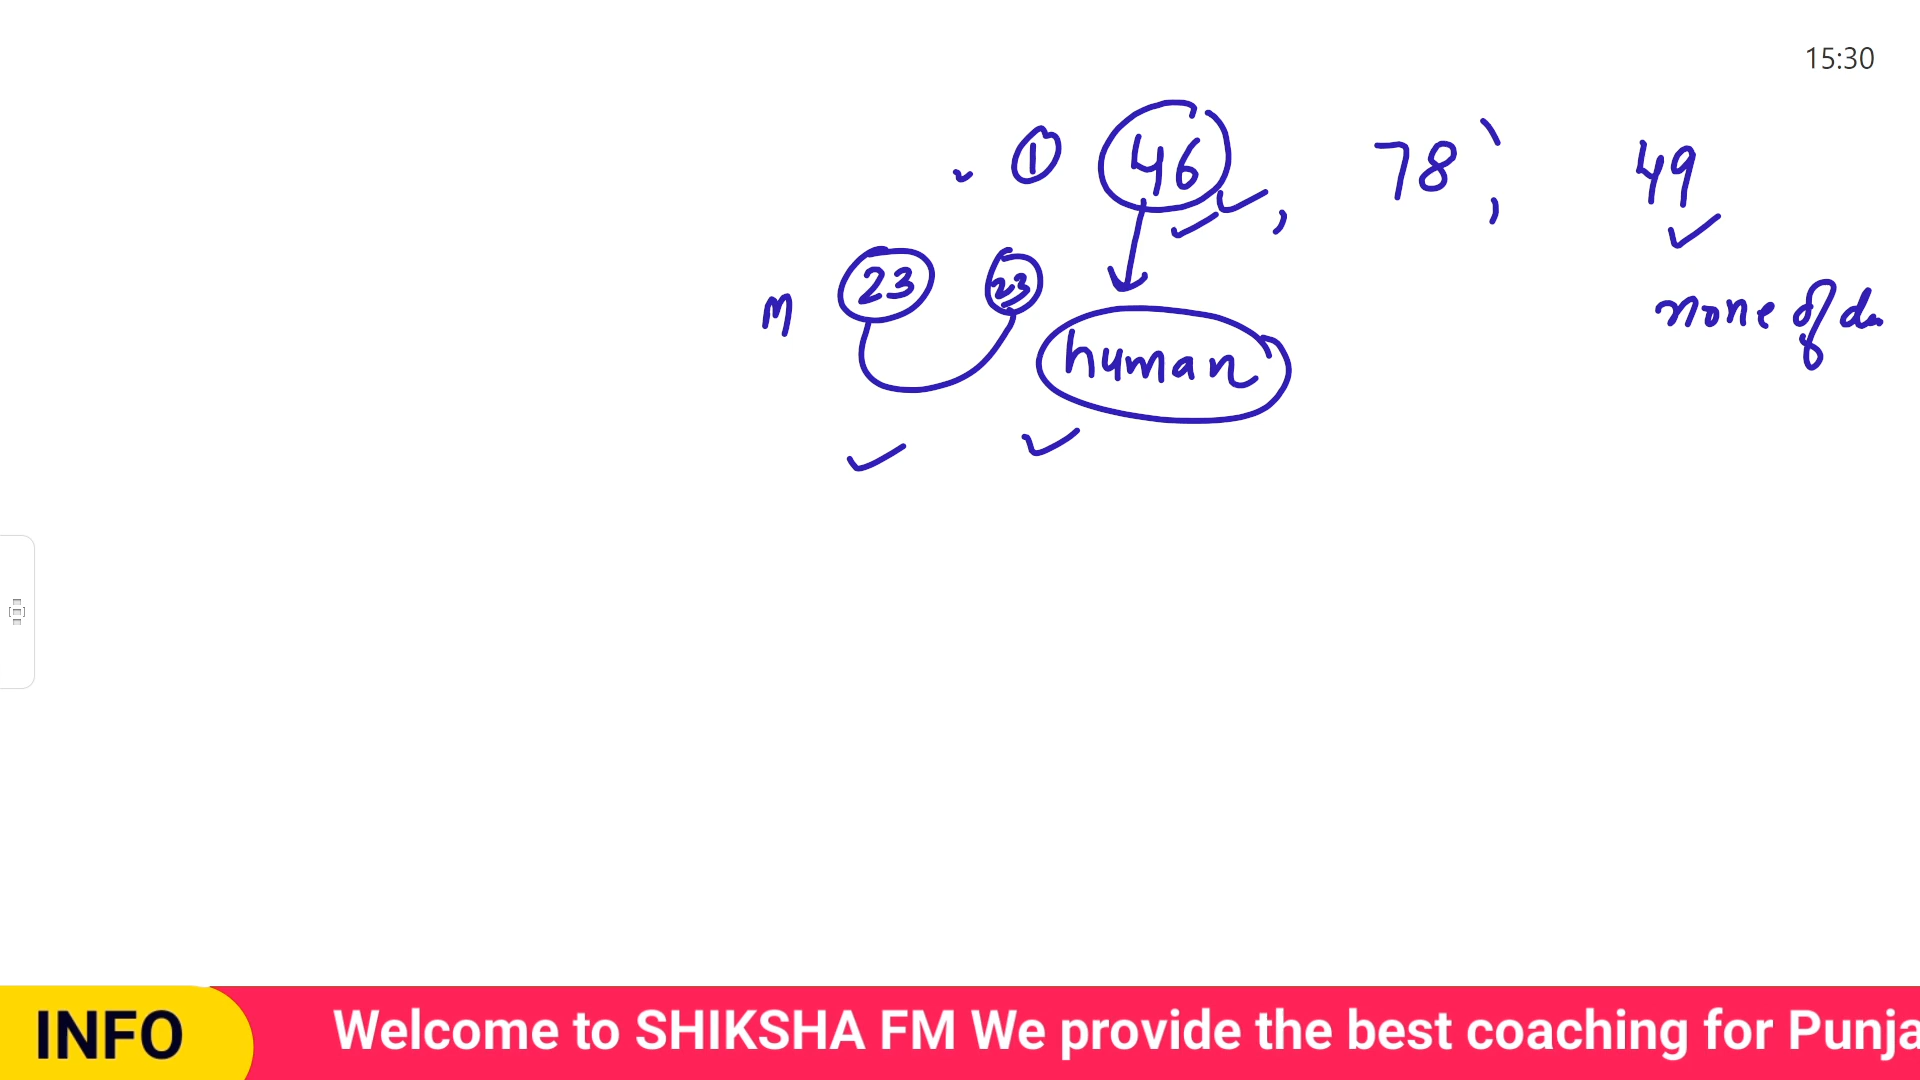 15:30
① 46, 78, 49
m 23 23
none of
human
INFO
Welcome to SHIKSHA FM We provide the best coaching for Punja